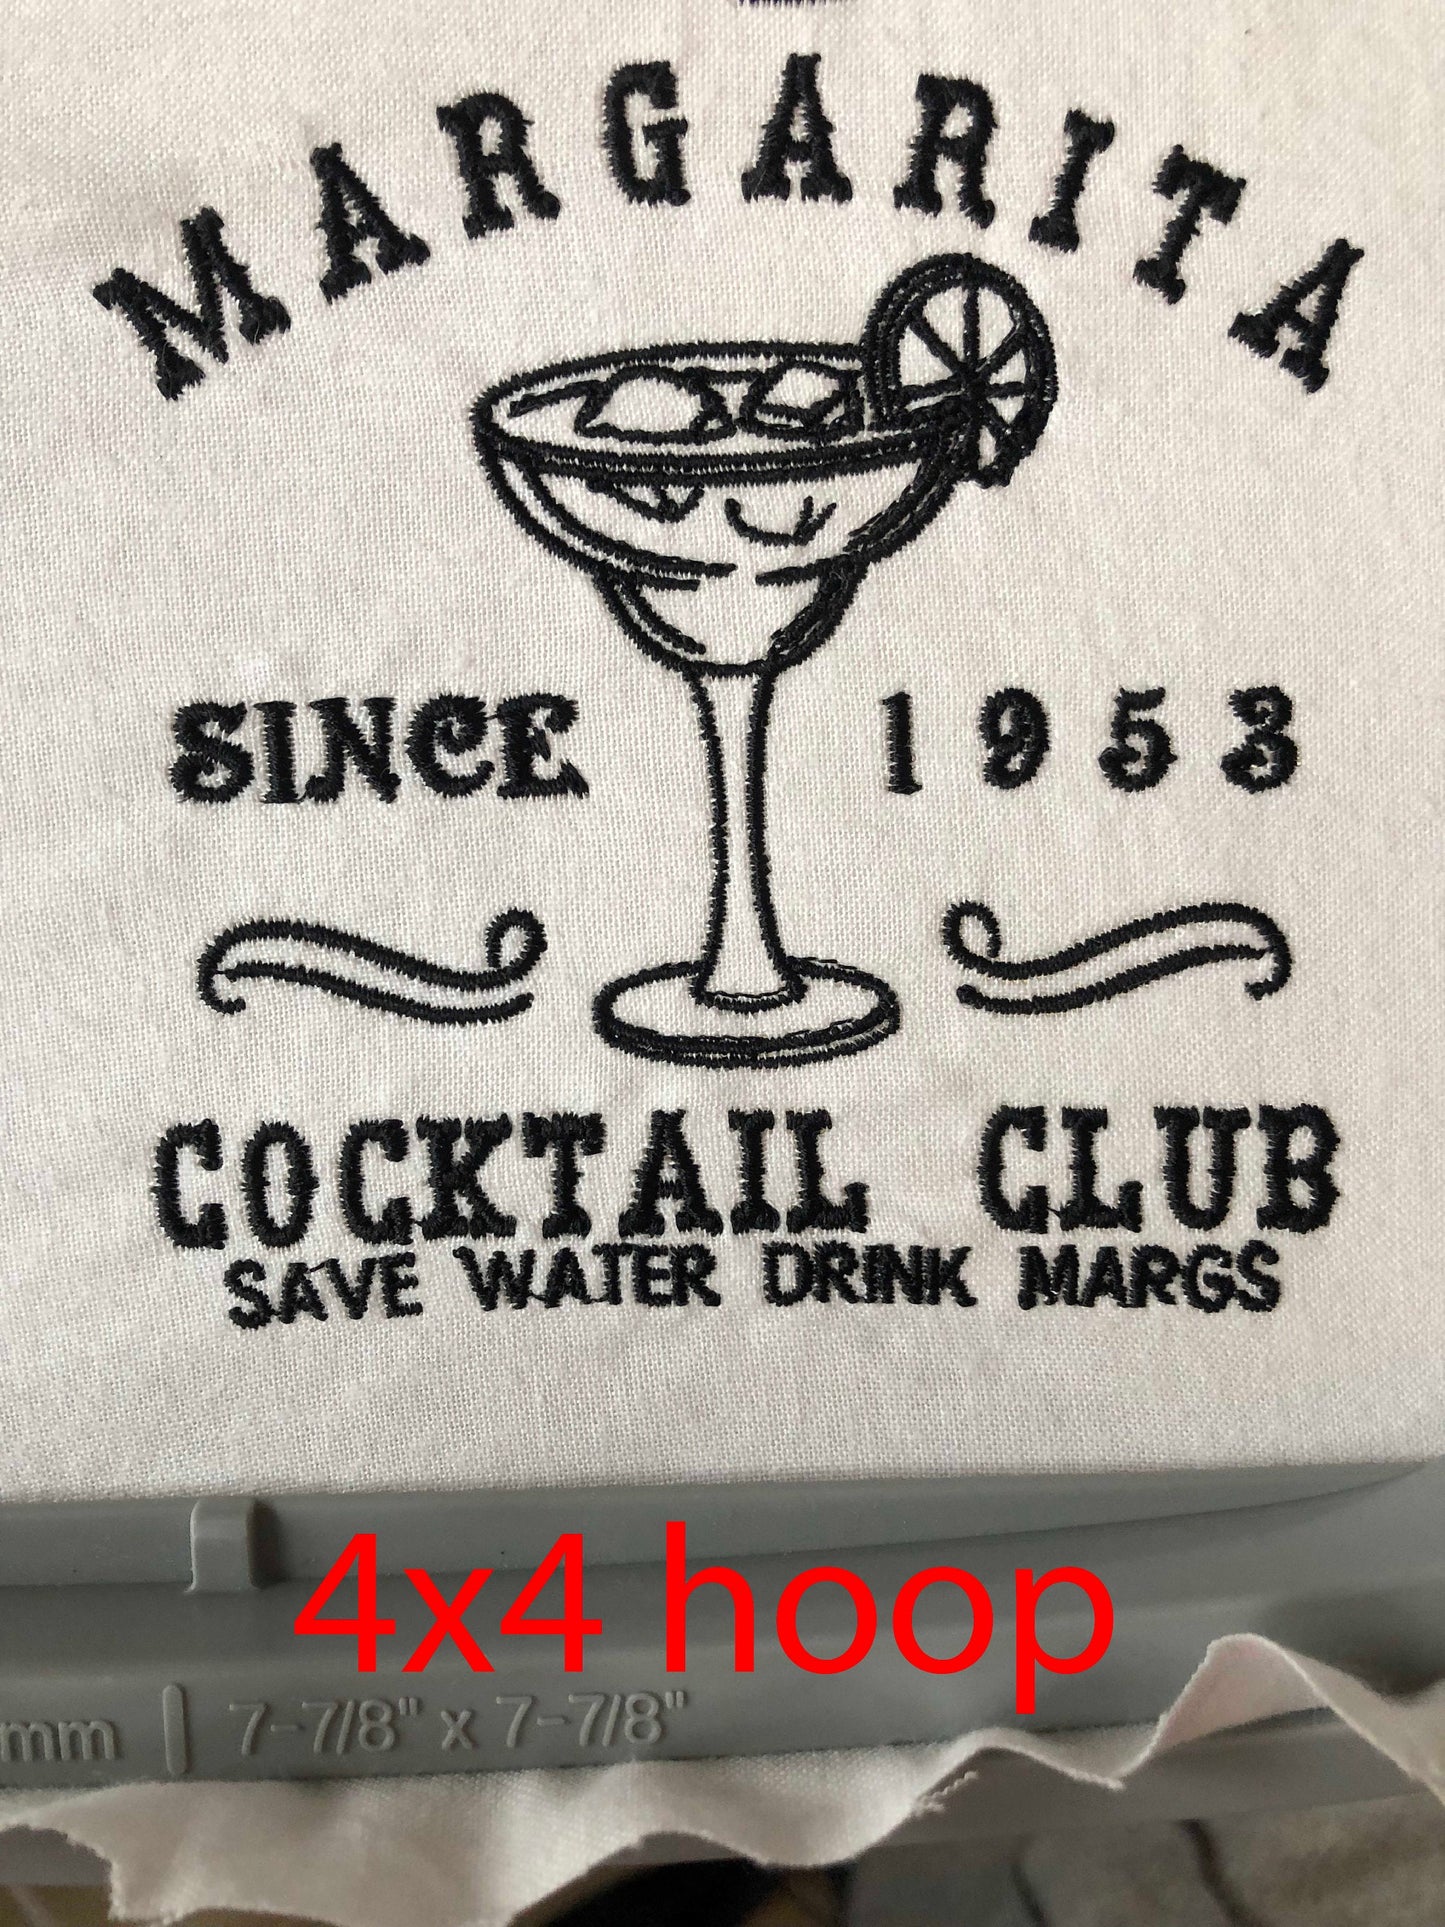 MARGARITA
SINCE 1953
COCKTAIL CLUB
SAVE WATER DRINK MARGS
4x4 hoop
mm | 7-7/8" x 7-7/8"